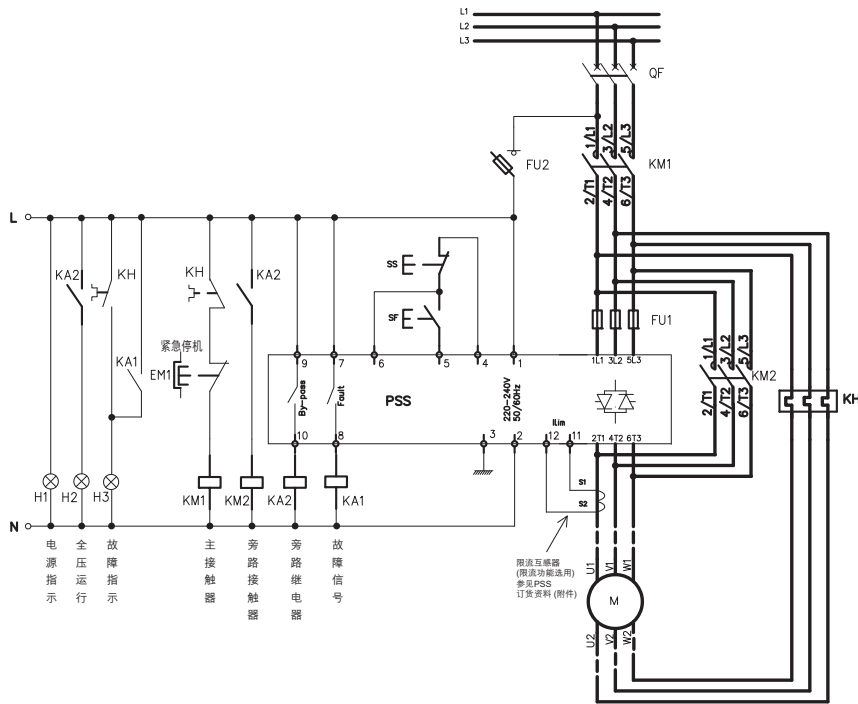 L1
L2
L3
QF
1/L1
3/L2
5/L3
FU2
KM1
2/T1
4/T2
6/T3
L
KA2
KH
KH
KA2
SS
SF
FU1
1/L1
3/L2
5/L3
紧急停机
EM1
KA1
9
7
6
5
4
1
1L1 3L2 5L3
KM2
By-pass
Fault
PSS
220-240V
50/60Hz
ILim
2/T1
4/T2
6/T3
KH
10
8
3
2
12
11
2T1 4T2 6T3
S1
S2
H1
H2
H3
KM1
KM2
KA2
KA1
N
电源指示
全压运行
故障指示
主接触器
旁路接触器
旁路继电器
故障信号
限流互感器
(限流功能选用)
参见PSS
订货资料 (附件)
U1
V1
W1
M
U2
V2
W2